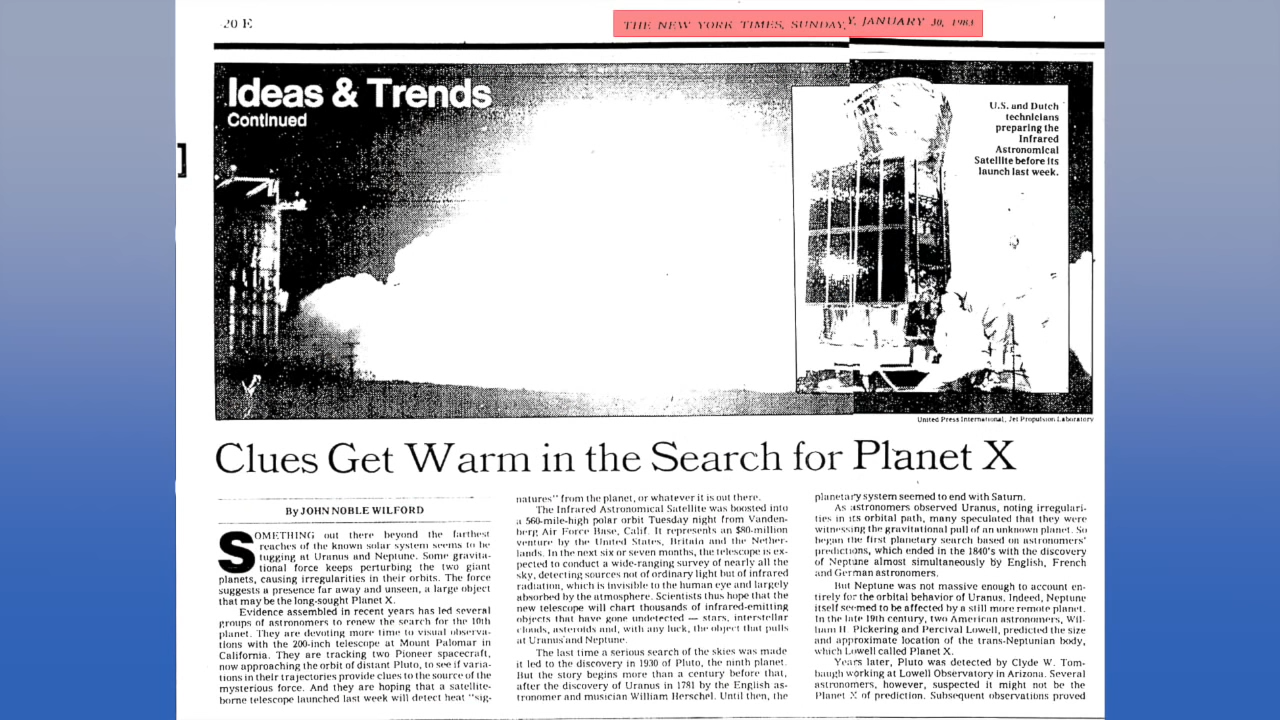 20 E
THE NEW YORK TIMES, SUNDAY, Y, JANUARY 30, 1983
Ideas & Trends
Continued
U.S. and Dutch
technicians
preparing the
Infrared
Astronomical
Satellite before its
launch last week.
United Press International, Jet Propulsion Laboratory
Clues Get Warm in the Search for Planet X
By JOHN NOBLE WILFORD
SOMETHING out there beyond the farthest
reaches of the known solar system seems to be
tugging at Uranus and Neptune. Some gravita-
tional force keeps perturbing the two giant
planets, causing irregularities in their orbits. The force
suggests a presence far away and unseen, a large object
that may be the long-sought Planet X.
Evidence assembled in recent years has led several
groups of astronomers to renew the search for the 10th
planet. They are devoting more time to visual observa-
tions with the 200-inch telescope at Mount Palomar in
California. They are tracking two Pioneer spacecraft,
now approaching the orbit of distant Pluto, to see if varia-
tions in their trajectories provide clues to the source of the
mysterious force. And they are hoping that a satellite-
borne telescope launched last week will detect heat "sig-
natures" from the planet, or whatever it is out there.
The Infrared Astronomical Satellite was boosted into
a 560-mile-high polar orbit Tuesday night from Vanden-
berg Air Force Base, Calif. It represents an $80-million
venture by the United States, Britain and the Nether-
lands. In the next six or seven months, the telescope is ex-
pected to conduct a wide-ranging survey of nearly all the
sky, detecting sources not of ordinary light but of infrared
radiation, which is invisible to the human eye and largely
absorbed by the atmosphere. Scientists thus hope that the
new telescope will chart thousands of infrared-emitting
objects that have gone undetected — stars, interstellar
clouds, asteroids and, with any luck, the object that pulls
at Uranus and Neptune.
The last time a serious search of the skies was made
it led to the discovery in 1930 of Pluto, the ninth planet.
But the story begins more than a century before that,
after the discovery of Uranus in 1781 by the English as-
tronomer and musician William Herschel. Until then, the
planetary system seemed to end with Saturn.
As astronomers observed Uranus, noting irregulari-
ties in its orbital path, many speculated that they were
witnessing the gravitational pull of an unknown planet. So
began the first planetary search based on astronomers'
predictions, which ended in the 1840's with the discovery
of Neptune almost simultaneously by English, French
and German astronomers.
But Neptune was not massive enough to account en-
tirely for the orbital behavior of Uranus. Indeed, Neptune
itself seemed to be affected by a still more remote planet.
In the late 19th century, two American astronomers, Wil-
liam H. Pickering and Percival Lowell, predicted the size
and approximate location of the trans-Neptunian body,
which Lowell called Planet X.
Years later, Pluto was detected by Clyde W. Tom-
baugh working at Lowell Observatory in Arizona. Several
astronomers, however, suspected it might not be the
Planet X of prediction. Subsequent observations proved